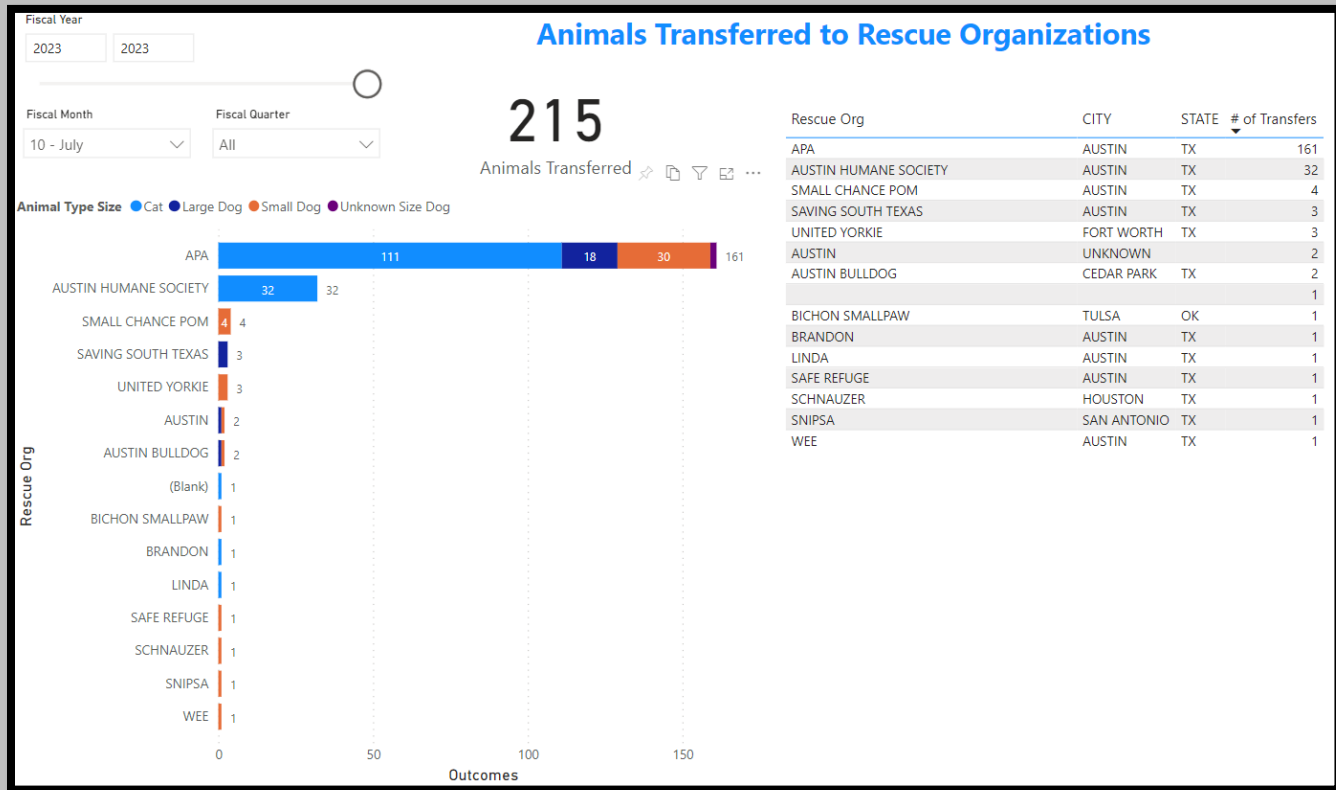 Fiscal Year
2023 2023
Animals Transferred to Rescue Organizations
Fiscal Month Fiscal Quarter
10 - July All
215
Animals Transferred
Animal Type Size Cat Large Dog Small Dog Unknown Size Dog
Rescue Org
APA 111 18 30 161
AUSTIN HUMANE SOCIETY 32 32
SMALL CHANCE POM 4 4
SAVING SOUTH TEXAS 3
UNITED YORKIE 3
AUSTIN 2
AUSTIN BULLDOG 2
(Blank) 1
BICHON SMALLPAW 1
BRANDON 1
LINDA 1
SAFE REFUGE 1
SCHNAUZER 1
SNIPSA 1
WEE 1
0 50 100 150
Outcomes
Rescue Org CITY STATE # of Transfers
APA AUSTIN TX 161
AUSTIN HUMANE SOCIETY AUSTIN TX 32
SMALL CHANCE POM AUSTIN TX 4
SAVING SOUTH TEXAS AUSTIN TX 3
UNITED YORKIE FORT WORTH TX 3
AUSTIN UNKNOWN 2
AUSTIN BULLDOG CEDAR PARK TX 2
1
BICHON SMALLPAW TULSA OK 1
BRANDON AUSTIN TX 1
LINDA AUSTIN TX 1
SAFE REFUGE AUSTIN TX 1
SCHNAUZER HOUSTON TX 1
SNIPSA SAN ANTONIO TX 1
WEE AUSTIN TX 1